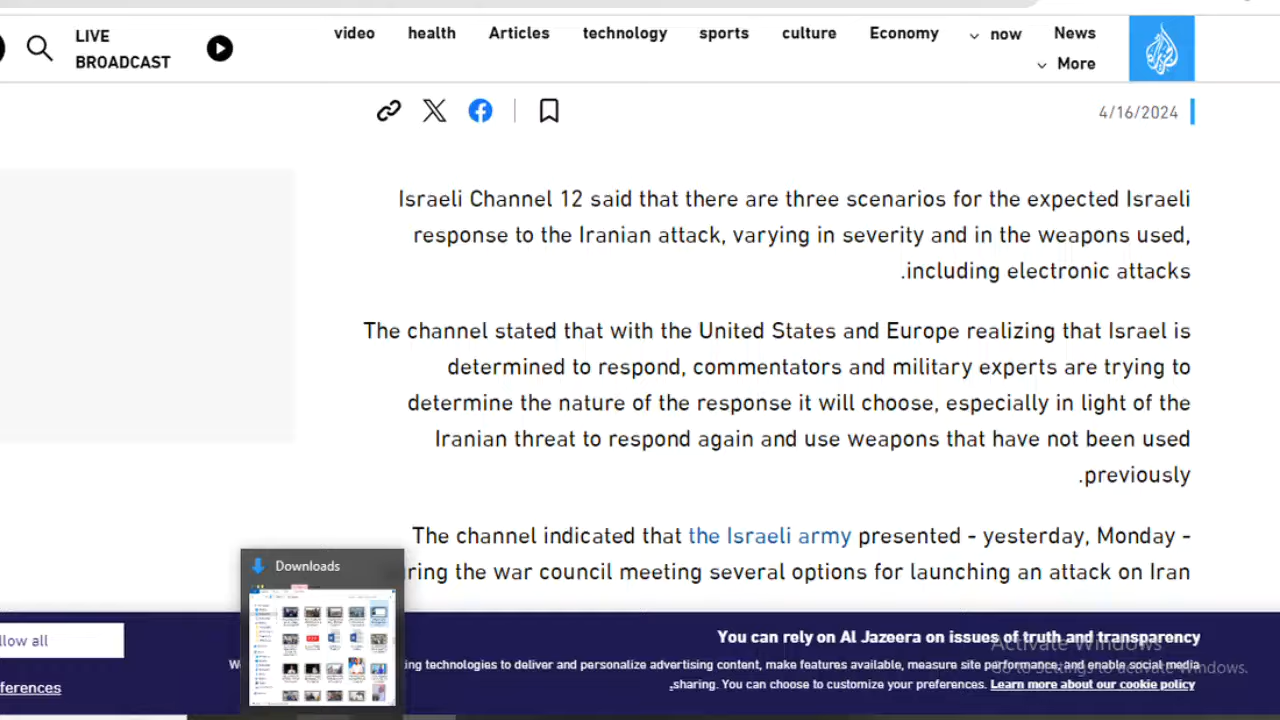 LIVE
BROADCAST
video health Articles technology sports culture Economy now News
More
4/16/2024
Israeli Channel 12 said that there are three scenarios for the expected Israeli
response to the Iranian attack, varying in severity and in the weapons used,
.including electronic attacks
The channel stated that with the United States and Europe realizing that Israel is
determined to respond, commentators and military experts are trying to
determine the nature of the response it will choose, especially in light of the
Iranian threat to respond again and use weapons that have not been used
.previously
The channel indicated that the Israeli army presented - yesterday, Monday -
ring the war council meeting several options for launching an attack on Iran
Downloads
llow all
ferences
You can rely on Al Jazeera on issues of truth and transparency
We
king technologies to deliver and personalize advertising content, make features available, measure site performance, and enable social media
.sharing. You can choose to customize your preferences. Learn more about our cookie policy
Activate Windows
Go to Settings to activate Windows.